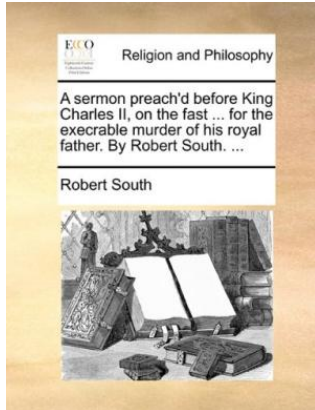 ECCO
Religion and Philosophy
A sermon preach'd before King
Charles II, on the fast ... for the
execrable murder of his royal
father. By Robert South. ...
Robert South